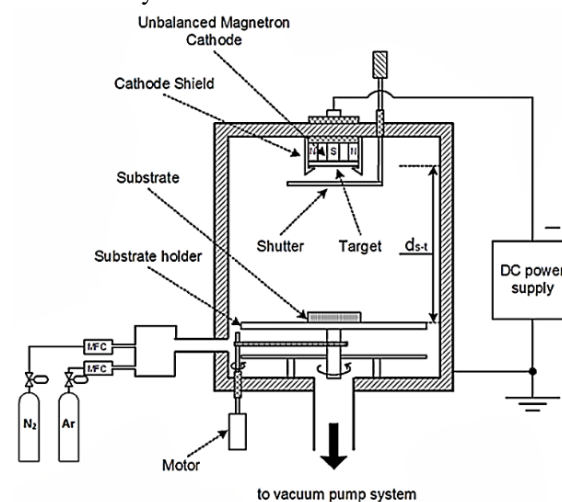 Unbalanced Magnetron
Cathode
Cathode Shield
N S N
Substrate
Shutter
Target
ds-t
Substrate holder
DC power
supply
MFC
MFC
N2
Ar
Motor
to vacuum pump system